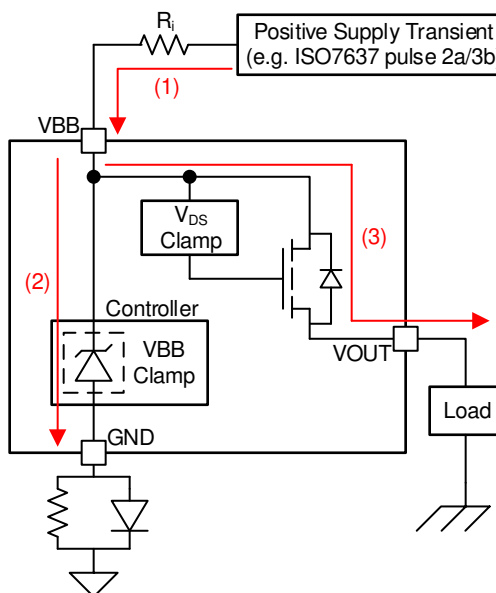 Ri
Positive Supply Transient
(e.g. ISO7637 pulse 2a/3b
(1)
VBB
VDS
Clamp
(3)
(2)
Controller
VBB
Clamp
VOUT
GND
Load